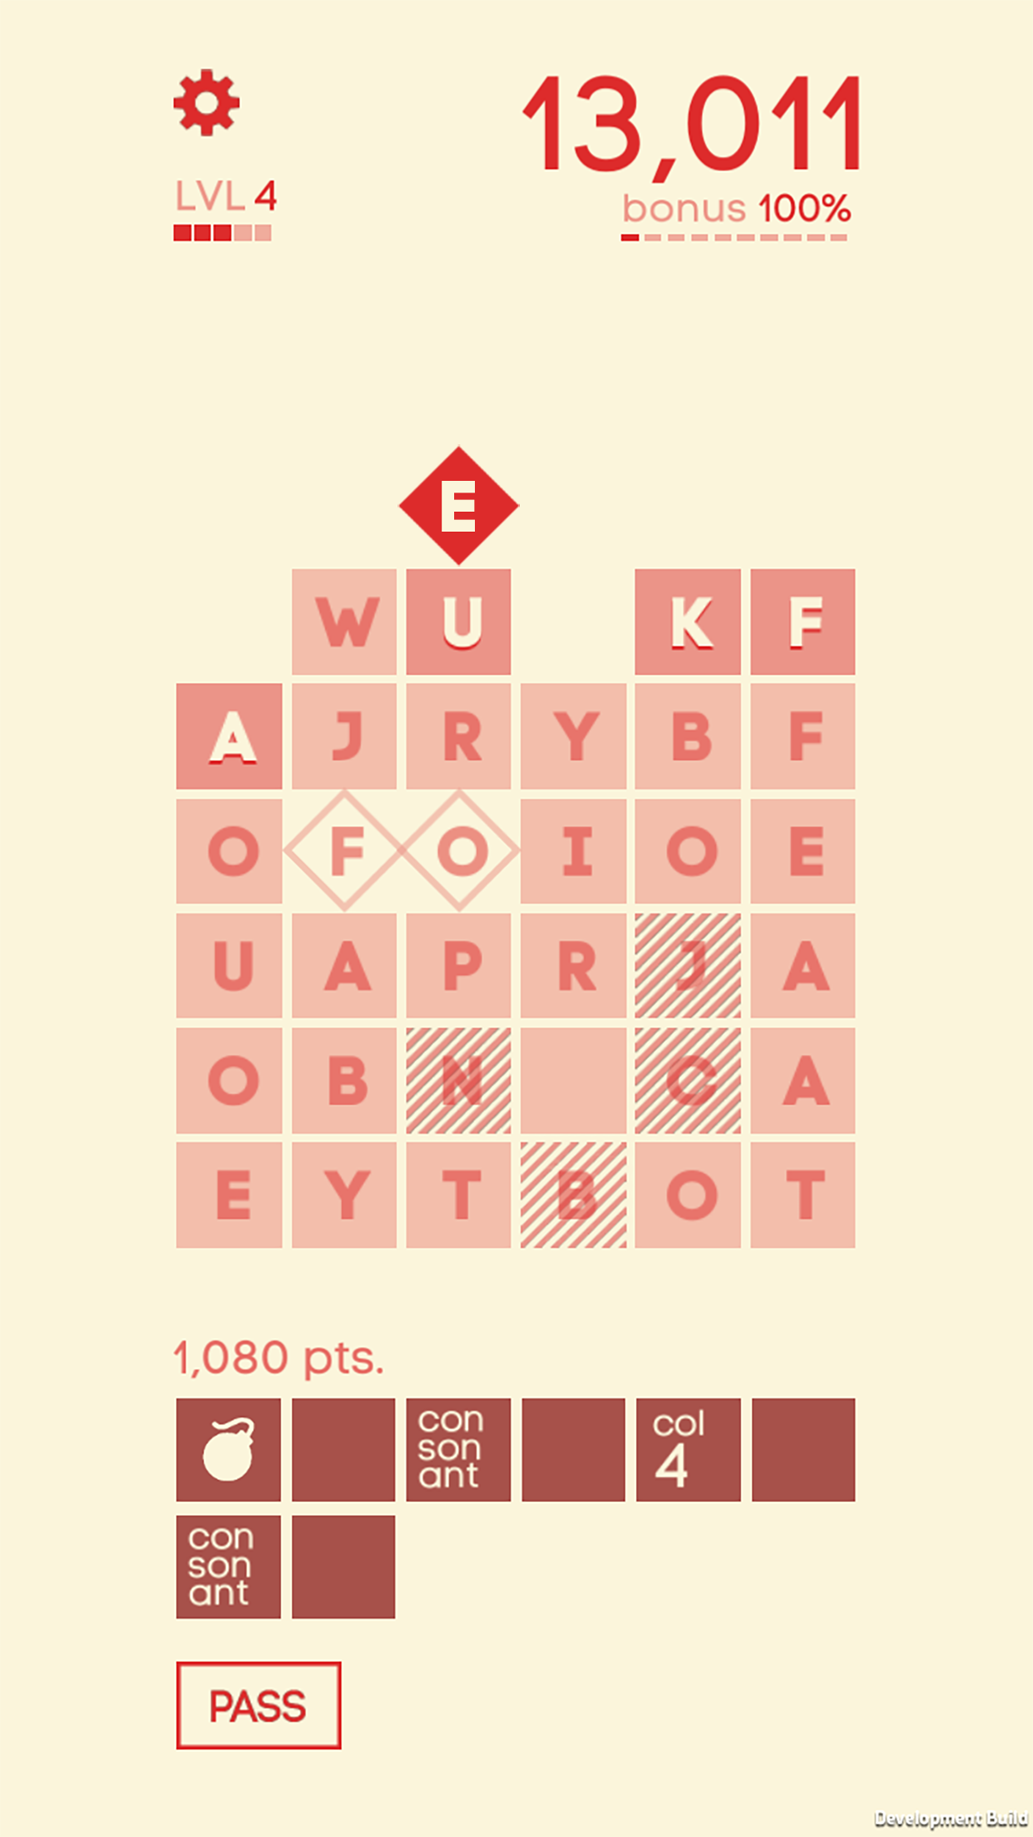 13,011
LVL 4
bonus 100%
E
W U K F
A J R Y B F
O F O I O E
U A P R J A
O B N A
E Y T B O T
1,080 pts.
con
son
ant
col
4
con
son
ant
PASS
Development Build